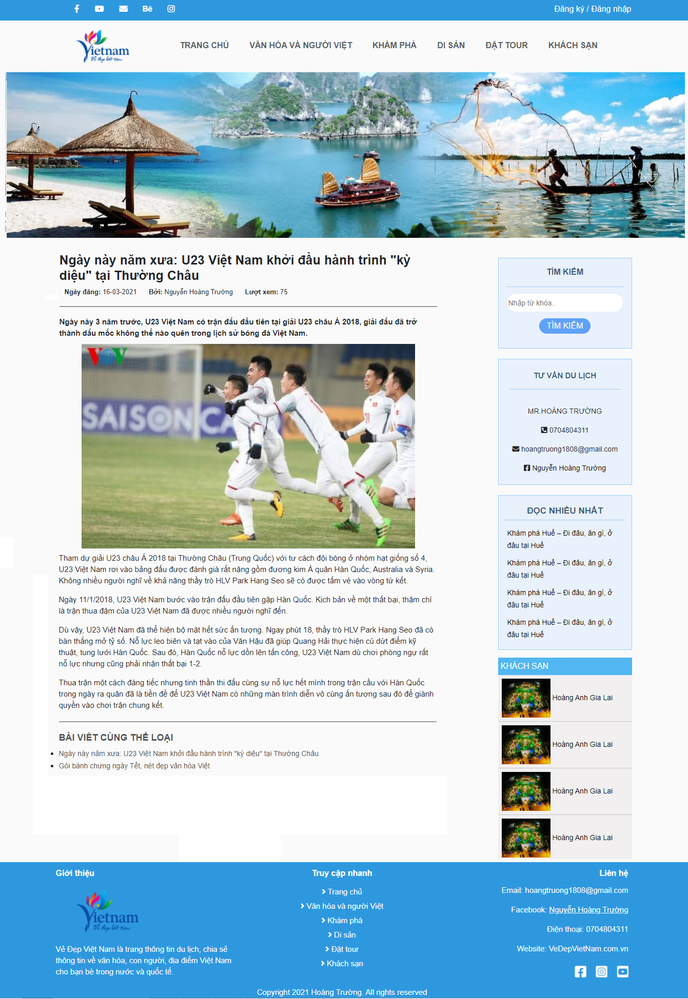 Đăng ký / Đăng nhập
Vietnam
Vẻ đẹp bất tận
TRANG CHỦ
VĂN HÓA VÀ NGƯỜI VIỆT
KHÁM PHÁ
DI SẢN
ĐẶT TOUR
KHÁCH SẠN
Ngày này năm xưa: U23 Việt Nam khởi đầu hành trình "kỳ
diệu" tại Thường Châu
Ngày đăng: 16-03-2021 Bởi: Nguyễn Hoàng Trường Lượt xem: 75
Ngày này 3 năm trước, U23 Việt Nam có trận đấu đầu tiên tại giải U23 châu Á 2018, giải đấu đã trở
thành dấu mốc không thể nào quên trong lịch sử bóng đá Việt Nam.
VOV
SAISON CA
21
Tham dự giải U23 châu Á 2018 tại Thường Châu (Trung Quốc) với tư cách đội bóng ở nhóm hạt giống số 4,
U23 Việt Nam rơi vào bảng đấu được đánh giá rất nặng gồm đương kim Á quân Hàn Quốc, Australia và Syria.
Không nhiều người nghĩ về khả năng thầy trò HLV Park Hang Seo sẽ có được tấm vé vào vòng tứ kết.
Ngày 11/1/2018, U23 Việt Nam bước vào trận đấu đầu tiên gặp Hàn Quốc. Kịch bản về một thất bại, thậm chí
là trận thua đậm của U23 Việt Nam đã được nhiều người nghĩ đến.
Dù vậy, U23 Việt Nam đã thể hiện bộ mặt hết sức ấn tượng. Ngay phút 18, thầy trò HLV Park Hang Seo đã có
bàn thắng mở tỷ số. Nỗ lực leo biên và tạt vào của Văn Hậu đã giúp Quang Hải thực hiện cú dứt điểm kỹ
thuật, tung lưới Hàn Quốc. Sau đó, Hàn Quốc nỗ lực dồn lên tấn công, U23 Việt Nam dù chơi phòng ngự rất
nỗ lực nhưng cũng phải nhận thất bại 1-2.
Thua trận một cách đáng tiếc nhưng tinh thần thi đấu cùng sự nỗ lực hết mình trong trận cầu với Hàn Quốc
trong ngày ra quân đã là tiền đề để U23 Việt Nam có những màn trình diễn vô cùng ấn tượng sau đó để giành
quyền vào chơi trận chung kết.
BÀI VIẾT CÙNG THỂ LOẠI
Ngày này năm xưa: U23 Việt Nam khởi đầu hành trình "kỳ diệu" tại Thường Châu
Gói bánh chưng ngày Tết, nét đẹp văn hóa Việt
TÌM KIẾM
Nhập từ khóa..
TÌM KIẾM
TƯ VẤN DU LỊCH
MR.HOÀNG TRƯỜNG
0704804311
hoangtruong1808@gmail.com
Nguyễn Hoàng Trường
ĐỌC NHIỀU NHẤT
Khám phá Huế – Đi đâu, ăn gì, ở
đâu tại Huế
Khám phá Huế – Đi đâu, ăn gì, ở
đâu tại Huế
Khám phá Huế – Đi đâu, ăn gì, ở
đâu tại Huế
Khám phá Huế – Đi đâu, ăn gì, ở
đâu tại Huế
KHÁCH SẠN
Hoàng Anh Gia Lai
Hoàng Anh Gia Lai
Hoàng Anh Gia Lai
Hoàng Anh Gia Lai
Giới thiệu
Vietnam
Vẻ đẹp bất tận
Vẻ Đẹp Việt Nam là trang thông tin du lịch, chia sẻ
thông tin về văn hóa, con người, địa điểm Việt Nam
cho bạn bè trong nước và quốc tế.
Truy cập nhanh
Trang chủ
Văn hóa và người Việt
Khám phá
Di sản
Đặt tour
Khách sạn
Liên hệ
Email: hoangtruong1808@gmail.com
Facebook: Nguyễn Hoàng Trường
Điện thoại: 0704804311
Website: VeDepVietNam.com.vn
Copyright 2021 Hoàng Trường. All rights reserved